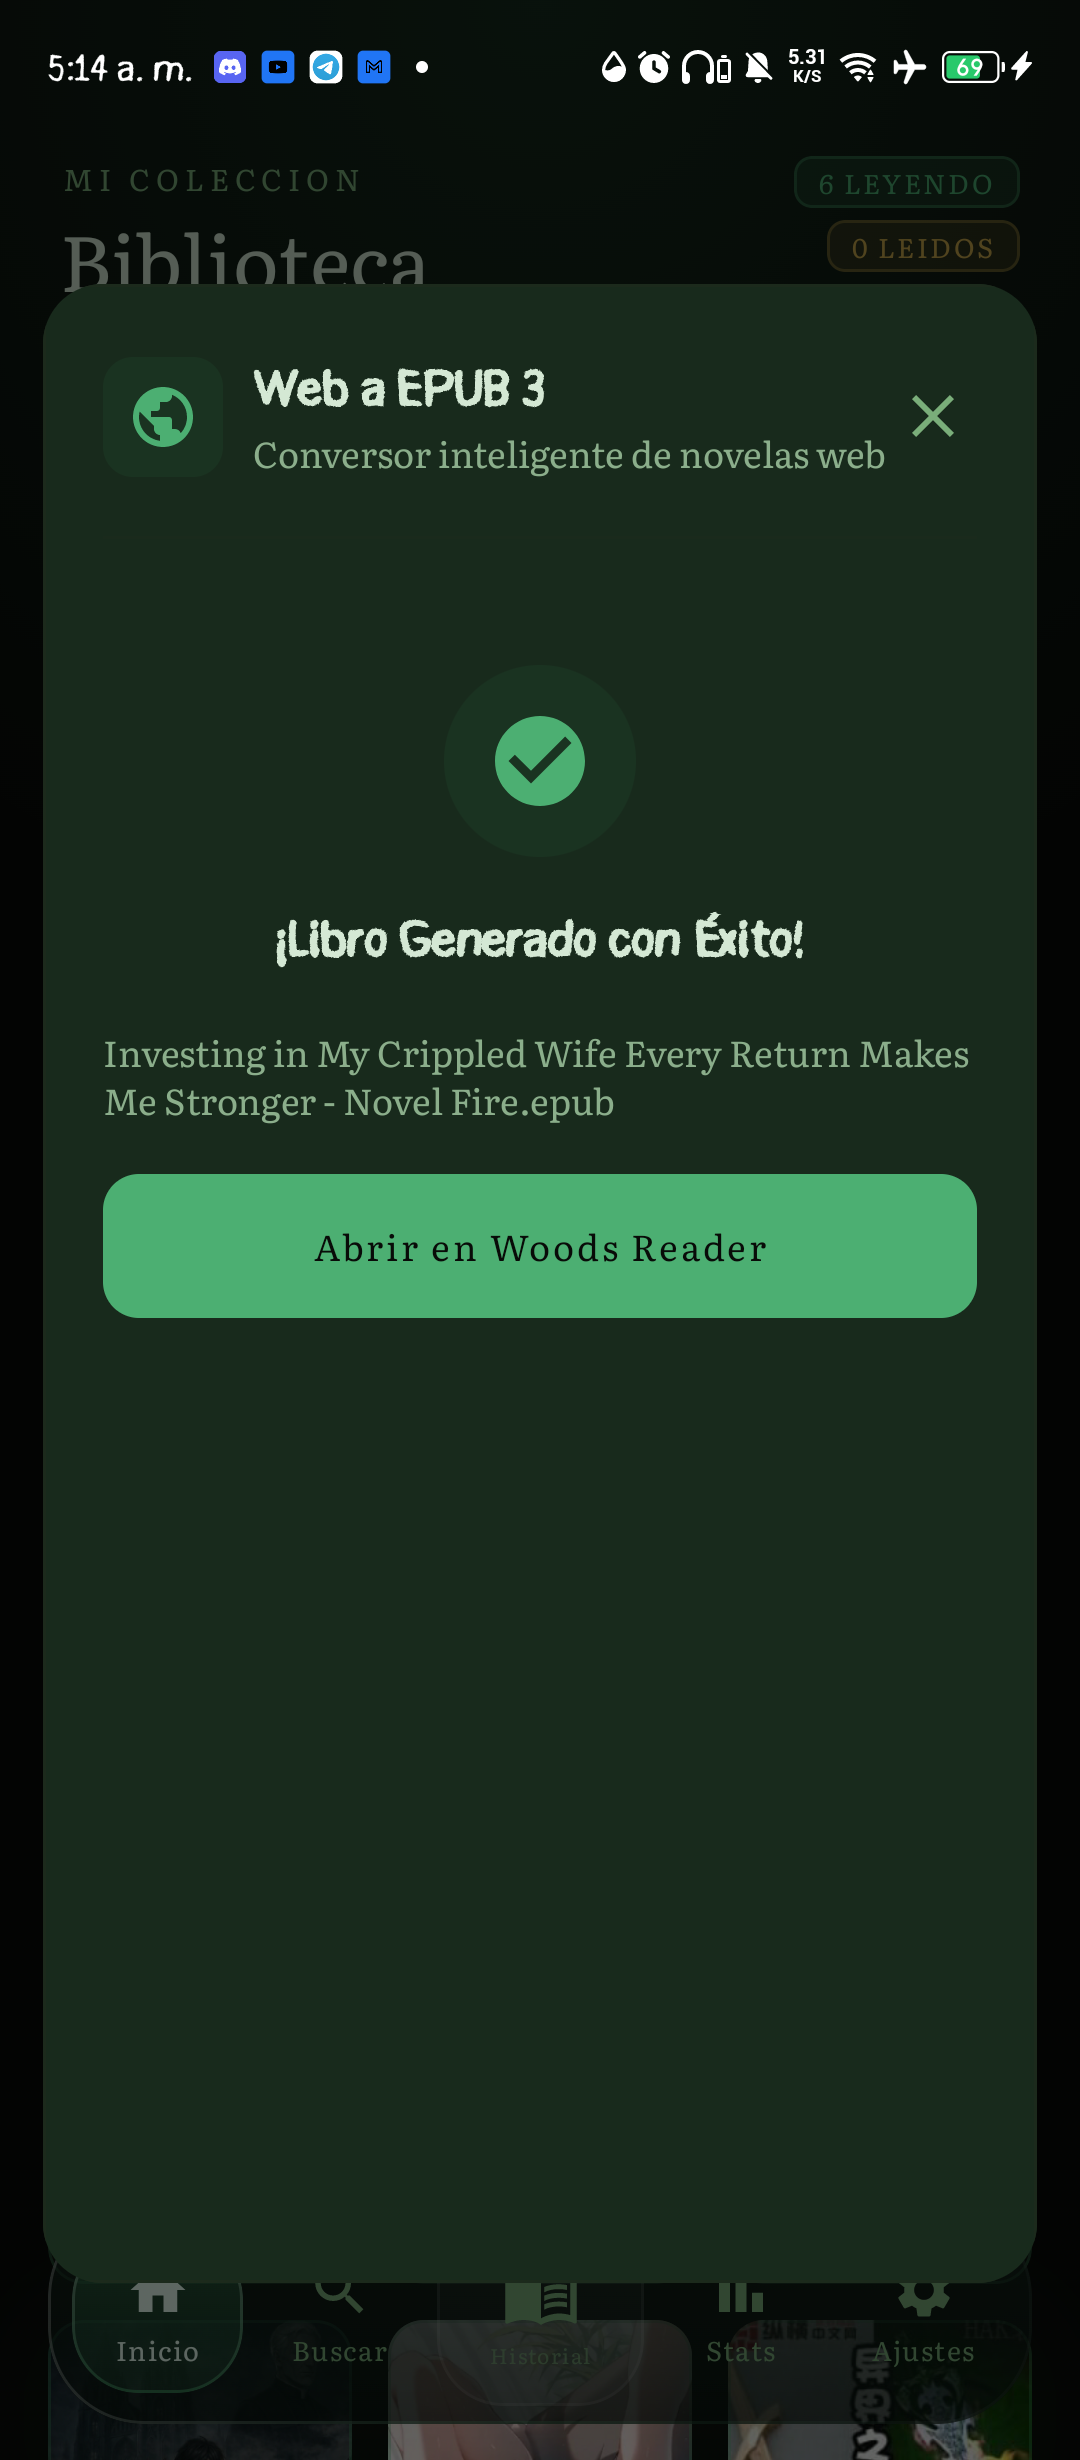 5:14 a. m.
5.31
K/S
69
MI COLECCION
6 LEYENDO
Biblioteca
0 LEIDOS
Web a EPUB 3
Conversor inteligente de novelas web
¡Libro Generado con Éxito!
Investing in My Crippled Wife Every Return Makes
Me Stronger - Novel Fire.epub
Abrir en Woods Reader
Inicio
Buscar
Historial
Stats
Ajustes